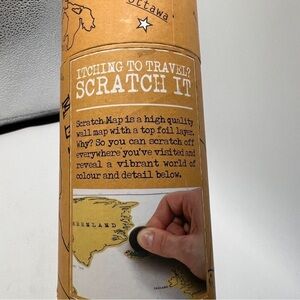 Ottawa
ITCHING TO TRAVEL?
SCRATCH IT
Scratch Map is a high quality
wall map with a top foil layer.
Why? So you can scratch off
everywhere you've visited and
reveal a vibrant world of
colour and detail below.